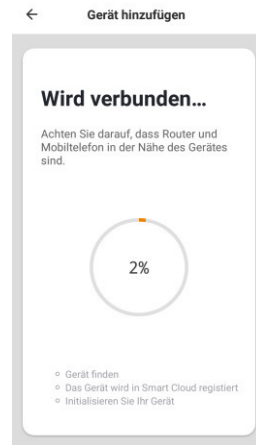 Gerät hinzufügen
Wird verbunden...
Achten Sie darauf, dass Router und
Mobiltelefon in der Nähe des Gerätes
sind.
2%
Gerät finden
Das Gerät wird in Smart Cloud registiert
Initialisieren Sie Ihr Gerät